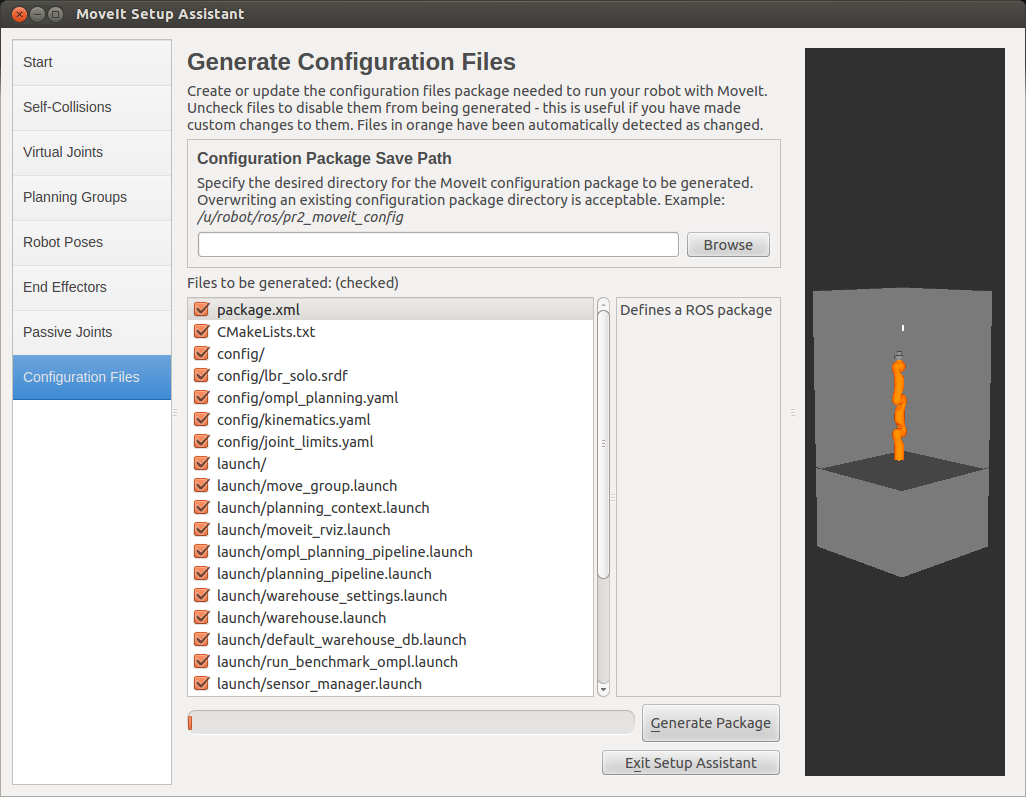 MoveIt Setup Assistant
Start
Self-Collisions
Virtual Joints
Planning Groups
Robot Poses
End Effectors
Passive Joints
Configuration Files
Generate Configuration Files
Create or update the configuration files package needed to run your robot with MoveIt.
Uncheck files to disable them from being generated - this is useful if you have made
custom changes to them. Files in orange have been automatically detected as changed.
Configuration Package Save Path
Specify the desired directory for the MoveIt configuration package to be generated.
Overwriting an existing configuration package directory is acceptable. Example:
/u/robot/ros/pr2_moveit_config
Browse
Files to be generated: (checked)
package.xml
CMakeLists.txt
config/
config/lbr_solo.srdf
config/ompl_planning.yaml
config/kinematics.yaml
config/joint_limits.yaml
launch/
launch/move_group.launch
launch/planning_context.launch
launch/moveit_rviz.launch
launch/ompl_planning_pipeline.launch
launch/planning_pipeline.launch
launch/warehouse_settings.launch
launch/warehouse.launch
launch/default_warehouse_db.launch
launch/run_benchmark_ompl.launch
launch/sensor_manager.launch
Defines a ROS package
Generate Package
Exit Setup Assistant